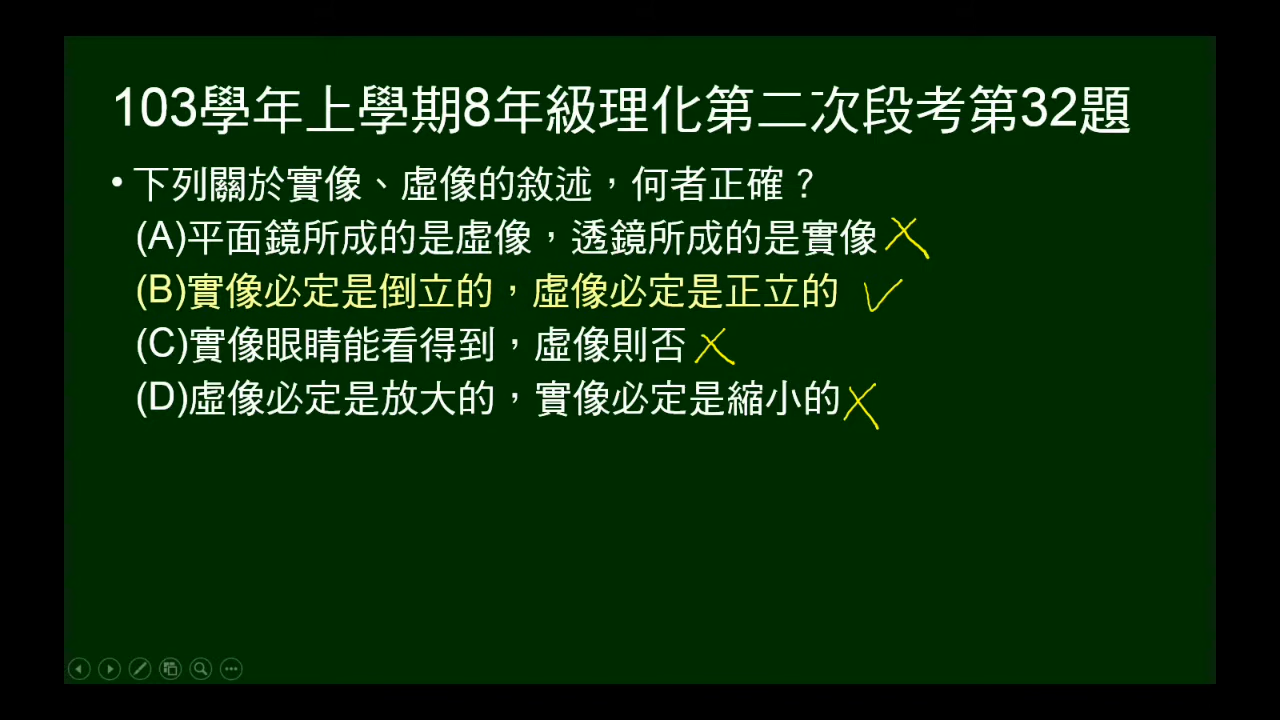 103學年上學期8年級理化第二次段考第32題
•下列關於實像、虛像的敘述，何者正確？
(A)平面鏡所成的是虛像，透鏡所成的是實像
(B)實像必定是倒立的，虛像必定是正立的
(C)實像眼睛能看得到，虛像則否
(D)虛像必定是放大的，實像必定是縮小的